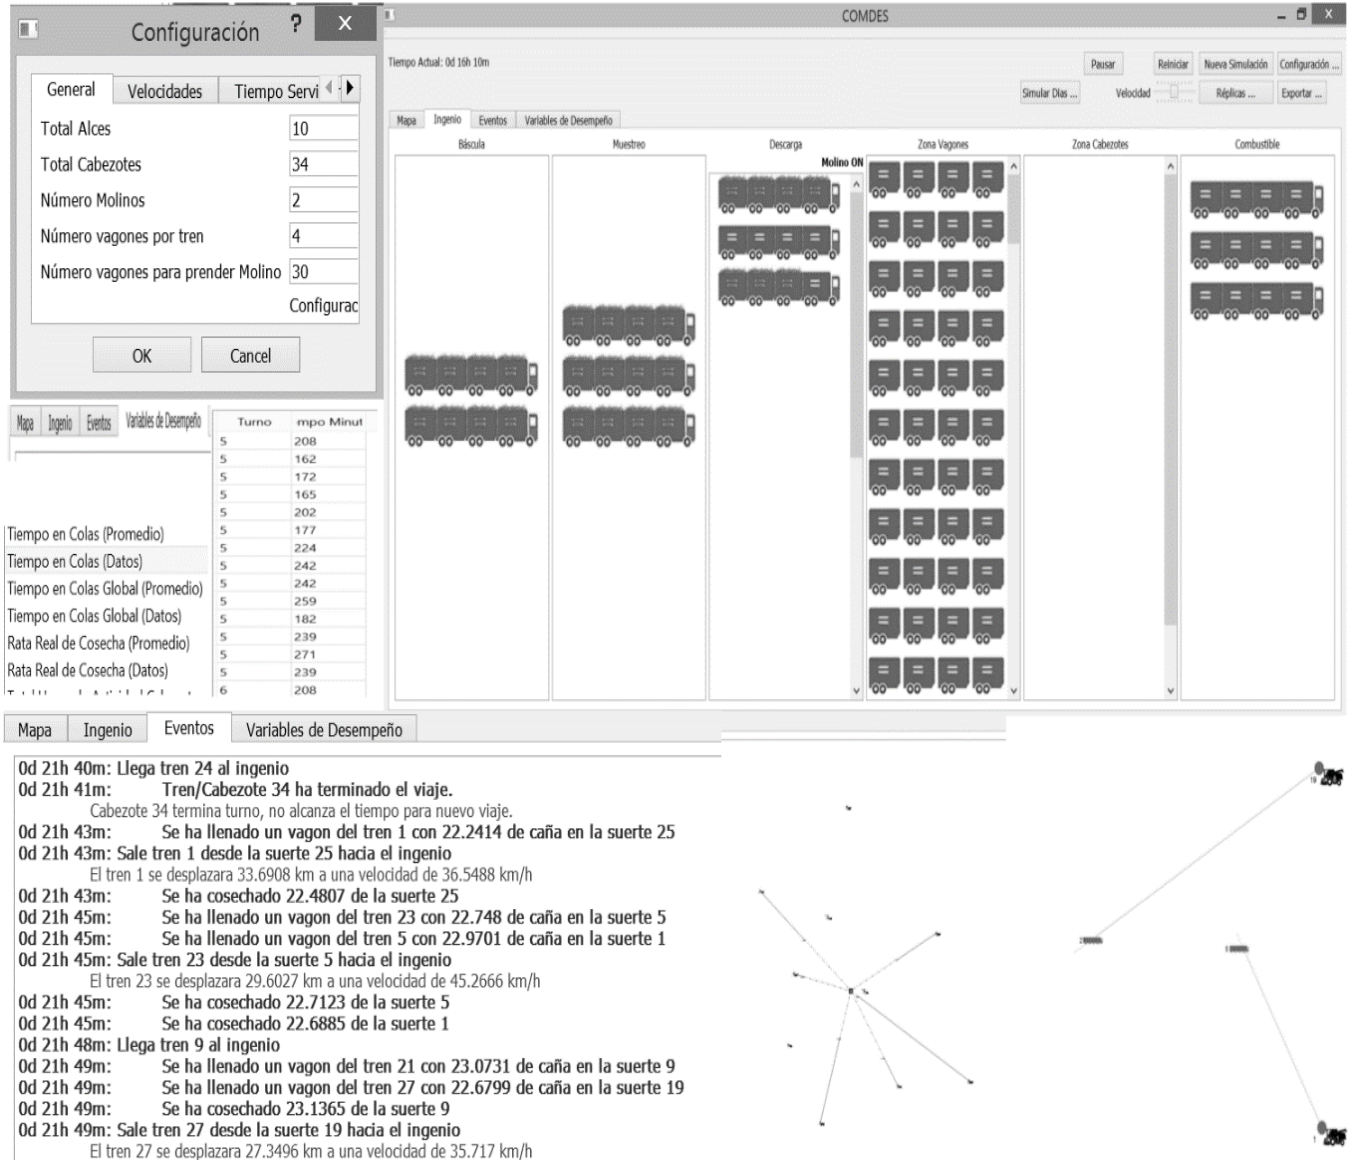 Configuración ? X
General Velocidades Tiempo Servi
Total Alces 10
Total Cabezotes 34
Número Molinos 2
Número vagones por tren 4
Número vagones para prender Molino 30
Configurac
OK Cancel
COMDES
Tiempo Actual: 0d 16h 10m
Pausar Reiniciar Nueva Simulación Configuración ...
Simular Dias ... Velocidad Réplicas ... Exportar ...
Mapa Ingenio Eventos Variables de Desempeño
Báscula Muestreo Descarga Zona Vagones Zona Cabezotes Combustible
Molino ON
Mapa Ingenio Eventos Variables de Desempeño
Turno mpo Minut
5 208
5 162
5 172
5 165
5 202
5 177
5 224
5 242
5 242
5 259
5 182
5 239
5 271
5 239
6 208
Tiempo en Colas (Promedio)
Tiempo en Colas (Datos)
Tiempo en Colas Global (Promedio)
Tiempo en Colas Global (Datos)
Rata Real de Cosecha (Promedio)
Rata Real de Cosecha (Datos)
Mapa Ingenio Eventos Variables de Desempeño
0d 21h 40m: Llega tren 24 al ingenio
0d 21h 41m: Tren/Cabezote 34 ha terminado el viaje.
Cabezote 34 termina turno, no alcanza el tiempo para nuevo viaje.
0d 21h 43m: Se ha llenado un vagon del tren 1 con 22.2414 de caña en la suerte 25
0d 21h 43m: Sale tren 1 desde la suerte 25 hacia el ingenio
El tren 1 se desplazara 33.6908 km a una velocidad de 36.5488 km/h
0d 21h 43m: Se ha cosechado 22.4807 de la suerte 25
0d 21h 45m: Se ha llenado un vagon del tren 23 con 22.748 de caña en la suerte 5
0d 21h 45m: Se ha llenado un vagon del tren 5 con 22.9701 de caña en la suerte 1
0d 21h 45m: Sale tren 23 desde la suerte 5 hacia el ingenio
El tren 23 se desplazara 29.6027 km a una velocidad de 45.2666 km/h
0d 21h 45m: Se ha cosechado 22.7123 de la suerte 5
0d 21h 45m: Se ha cosechado 22.6885 de la suerte 1
0d 21h 48m: Llega tren 9 al ingenio
0d 21h 49m: Se ha llenado un vagon del tren 21 con 23.0731 de caña en la suerte 9
0d 21h 49m: Se ha llenado un vagon del tren 27 con 22.6799 de caña en la suerte 19
0d 21h 49m: Se ha cosechado 23.1365 de la suerte 9
0d 21h 49m: Sale tren 27 desde la suerte 19 hacia el ingenio
El tren 27 se desplazara 27.3496 km a una velocidad de 35.717 km/h
19